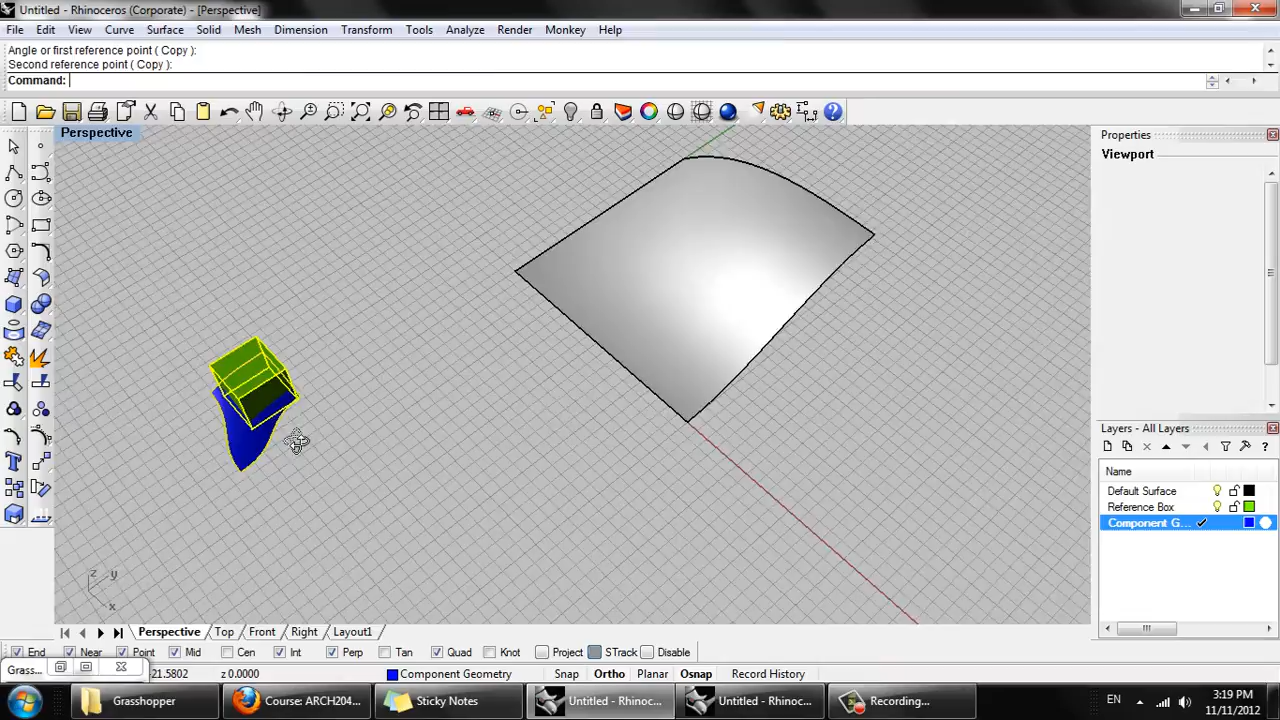 Untitled - Rhinoceros (Corporate) - [Perspective]
File Edit View Curve Surface Solid Mesh Dimension Transform Tools Analyze Render Monkey Help
Angle or first reference point ( Copy ):
Second reference point ( Copy ):
Command:
Perspective
Properties
Viewport
Layers - All Layers
Name
Default Surface
Reference Box
Component G...
z
y
x
Perspective Top Front Right Layout1
End Near Point Mid Cen Int Perp Tan Quad Knot Project STrack Disable
Grass...
21.5802 z 0.0000 Component Geometry Snap Ortho Planar Osnap Record History
Grasshopper
Course: ARCH204...
Sticky Notes
Untitled - Rhinoc...
Untitled - Rhinoc...
Recording...
EN
3:19 PM
11/11/2012